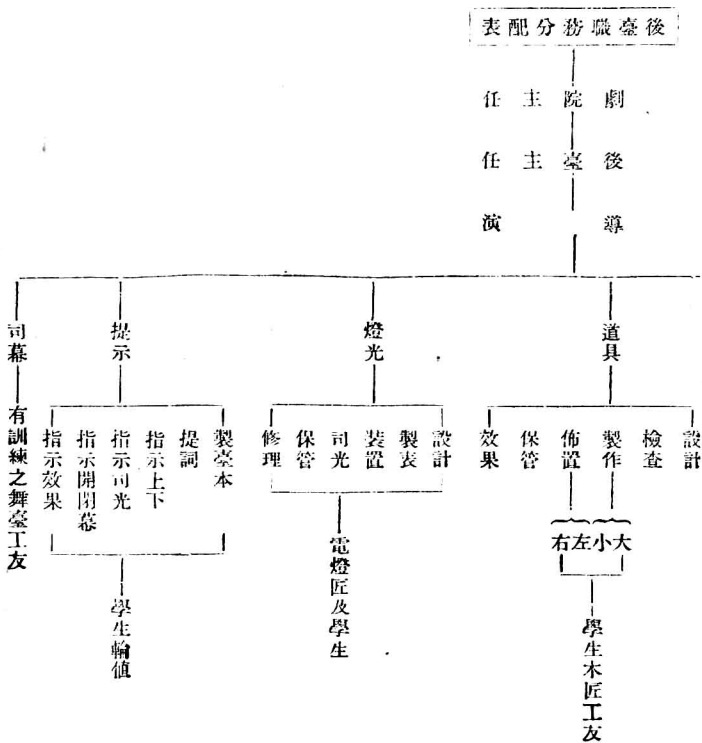 後臺職務分配表
劇院主任
後臺主任
導演
道具
設計
檢查
製作
大小
佈置
左右
保管
效果
學生木匠工友
燈光
設計
製表
裝置
司光
保管
修理
電燈匠及學生
提示
製臺本
提詞
指示上下
指示司光
指示開閉幕
指示效果
學生輪值
司幕
有訓練之舞臺工友